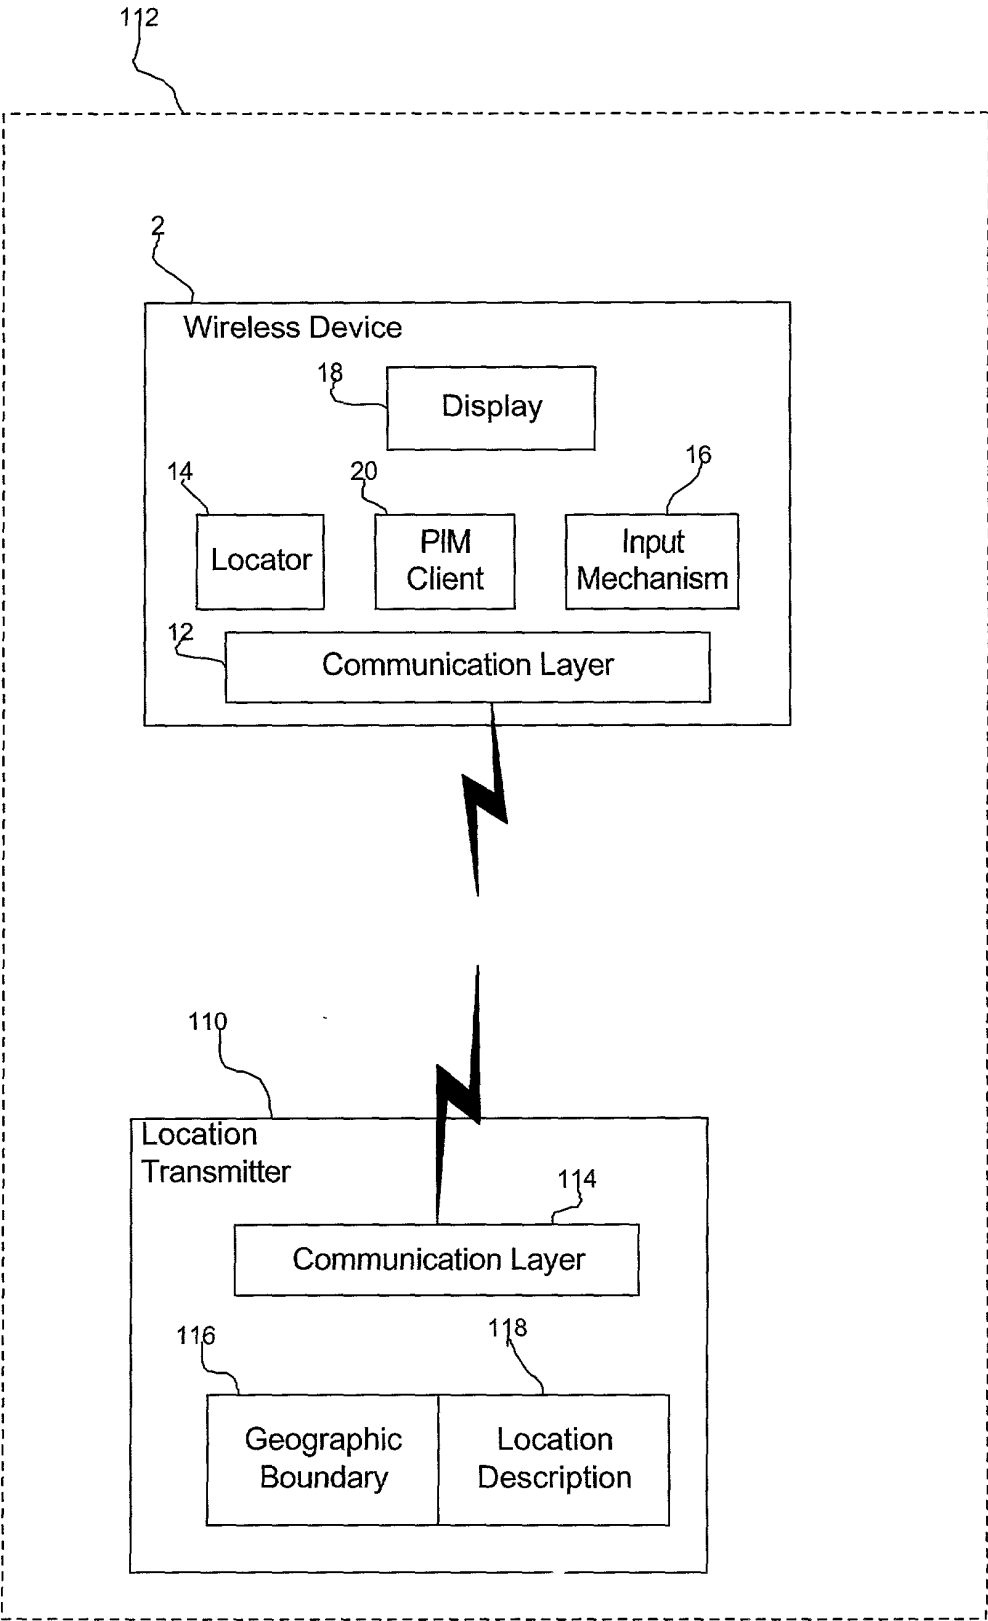 112
2
Wireless Device
18
Display
14
20
16
Locator
PIM
Client
Input
Mechanism
12
Communication Layer
110
Location
Transmitter
114
Communication Layer
116
118
Geographic
Boundary
Location
Description